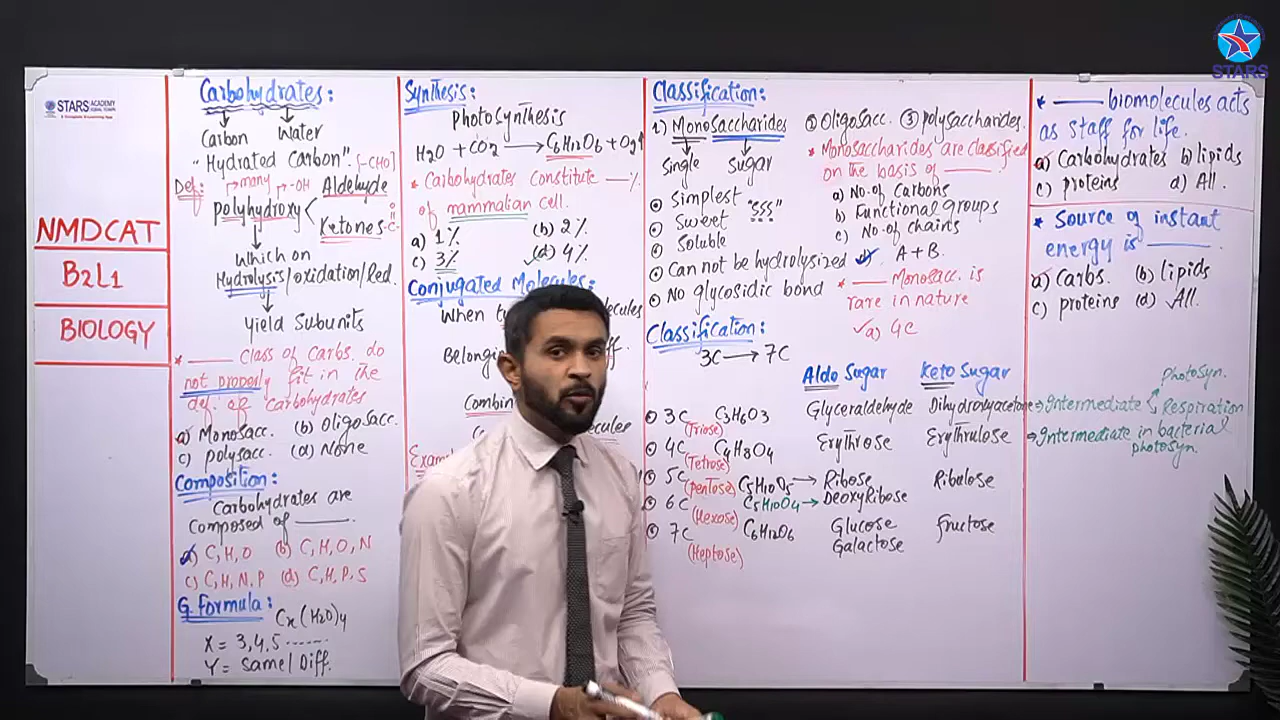 STARS
STARS ACADEMY
NMDCAT
B2L1
BIOLOGY
Carbohydrates:
Carbon Water
"Hydrated Carbon". [-CHO]
Def: many -OH Aldehyde
polyhydroxy < Ketones
which on
Hydrolysis/oxidation/Red.
Yield Subunits
* ____ class of Carbs. do
not properly fit in the
def. of Carbohydrates
a) Monosacc. (b) oligosacc.
c) polysacc. (d) None
Composition:
Carbohydrates are
Composed of ____.
a) C,H,O (b) C,H,O,N
c) C,H,N,P (d) C,H,P,S
G.Formula:
Cx(H2O)y
X = 3,4,5 ......
Y = Same/Diff.
Synthesis:
Photosynthesis
H2O + CO2 → C6H12O6 + O2↑
* Carbohydrates constitute __%
of mammalian cell.
a) 1% (b) 2%
c) 3% ✓(d) 4%
Conjugated Molecules:
When
Belonging
Combin
Classification:
1) Monosaccharides
Single Sugar
Simplest
Sweet "SSS"
Soluble
Can not be hydrolysized
No glycosidic bond
② Oligosacc. ③ polysaccharides.
* Monosaccharides are classified
on the basis of ____.
a) No. of Carbons
b) Functional groups
c) No. of chains
A+B.
* ____ Monosacc. is
rare in nature
✓a) 4C
Classification:
3C → 7C
Aldo Sugar Keto Sugar
3C (Triose) C3H6O3 Glyceraldehyde Dihydroxyacetone
4C (Tetrose) C4H8O4 Erythrose Erythrulose
5C (pentose) C5H10O5 → Ribose Ribulose
6C (Hexose) C5H10O4 → DeoxyRibose
7C (Heptose) C6H12O6 Glucose Fructose
Galactose
* ____ biomolecules acts
as staff for life.
a) Carbohydrates b) lipids
c) proteins d) All.
* Source of instant
energy is ____
a) Carbs. (b) lipids
c) proteins (d) All.
Photosyn.
⇒ Intermediate Respiration
⇒ Intermediate in bacterial
photosyn.